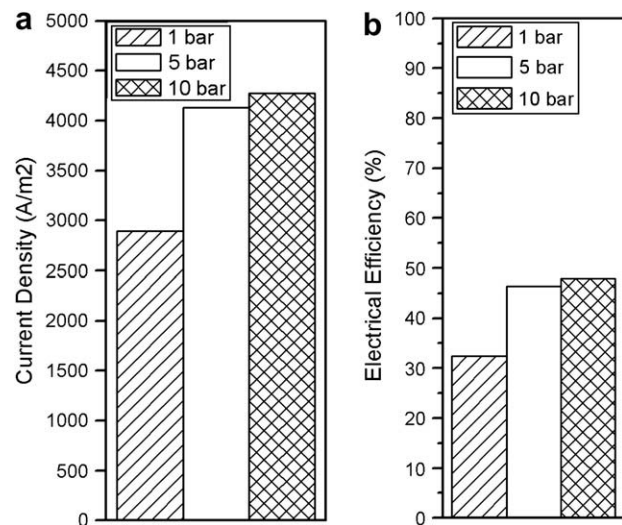 a
5000
4500
4000
3500
3000
2500
2000
1500
1000
500
0
Current Density (A/m2)
1 bar
5 bar
10 bar
b
100
90
80
70
60
50
40
30
20
10
0
Electrical Efficiency (%)
1 bar
5 bar
10 bar